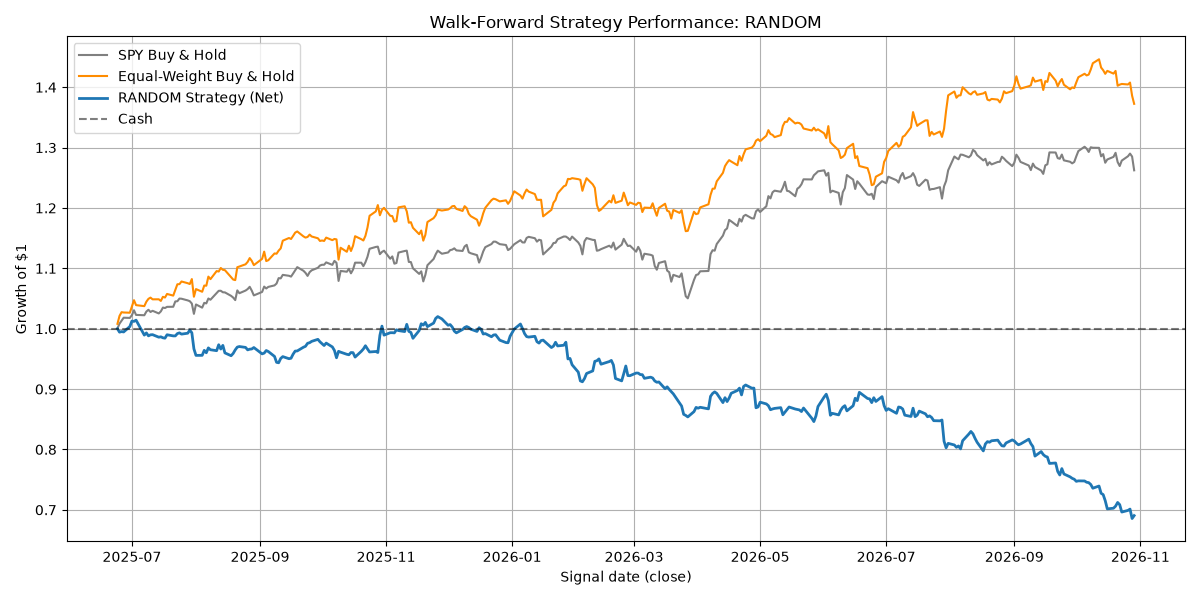 Walk-Forward Strategy Performance: RANDOM
SPY Buy & Hold
Equal-Weight Buy & Hold
RANDOM Strategy (Net)
Cash
Growth of $1
1.4
1.3
1.2
1.1
1.0
0.9
0.8
0.7
2025-07 2025-09 2025-11 2026-01 2026-03 2026-05 2026-07 2026-09 2026-11
Signal date (close)